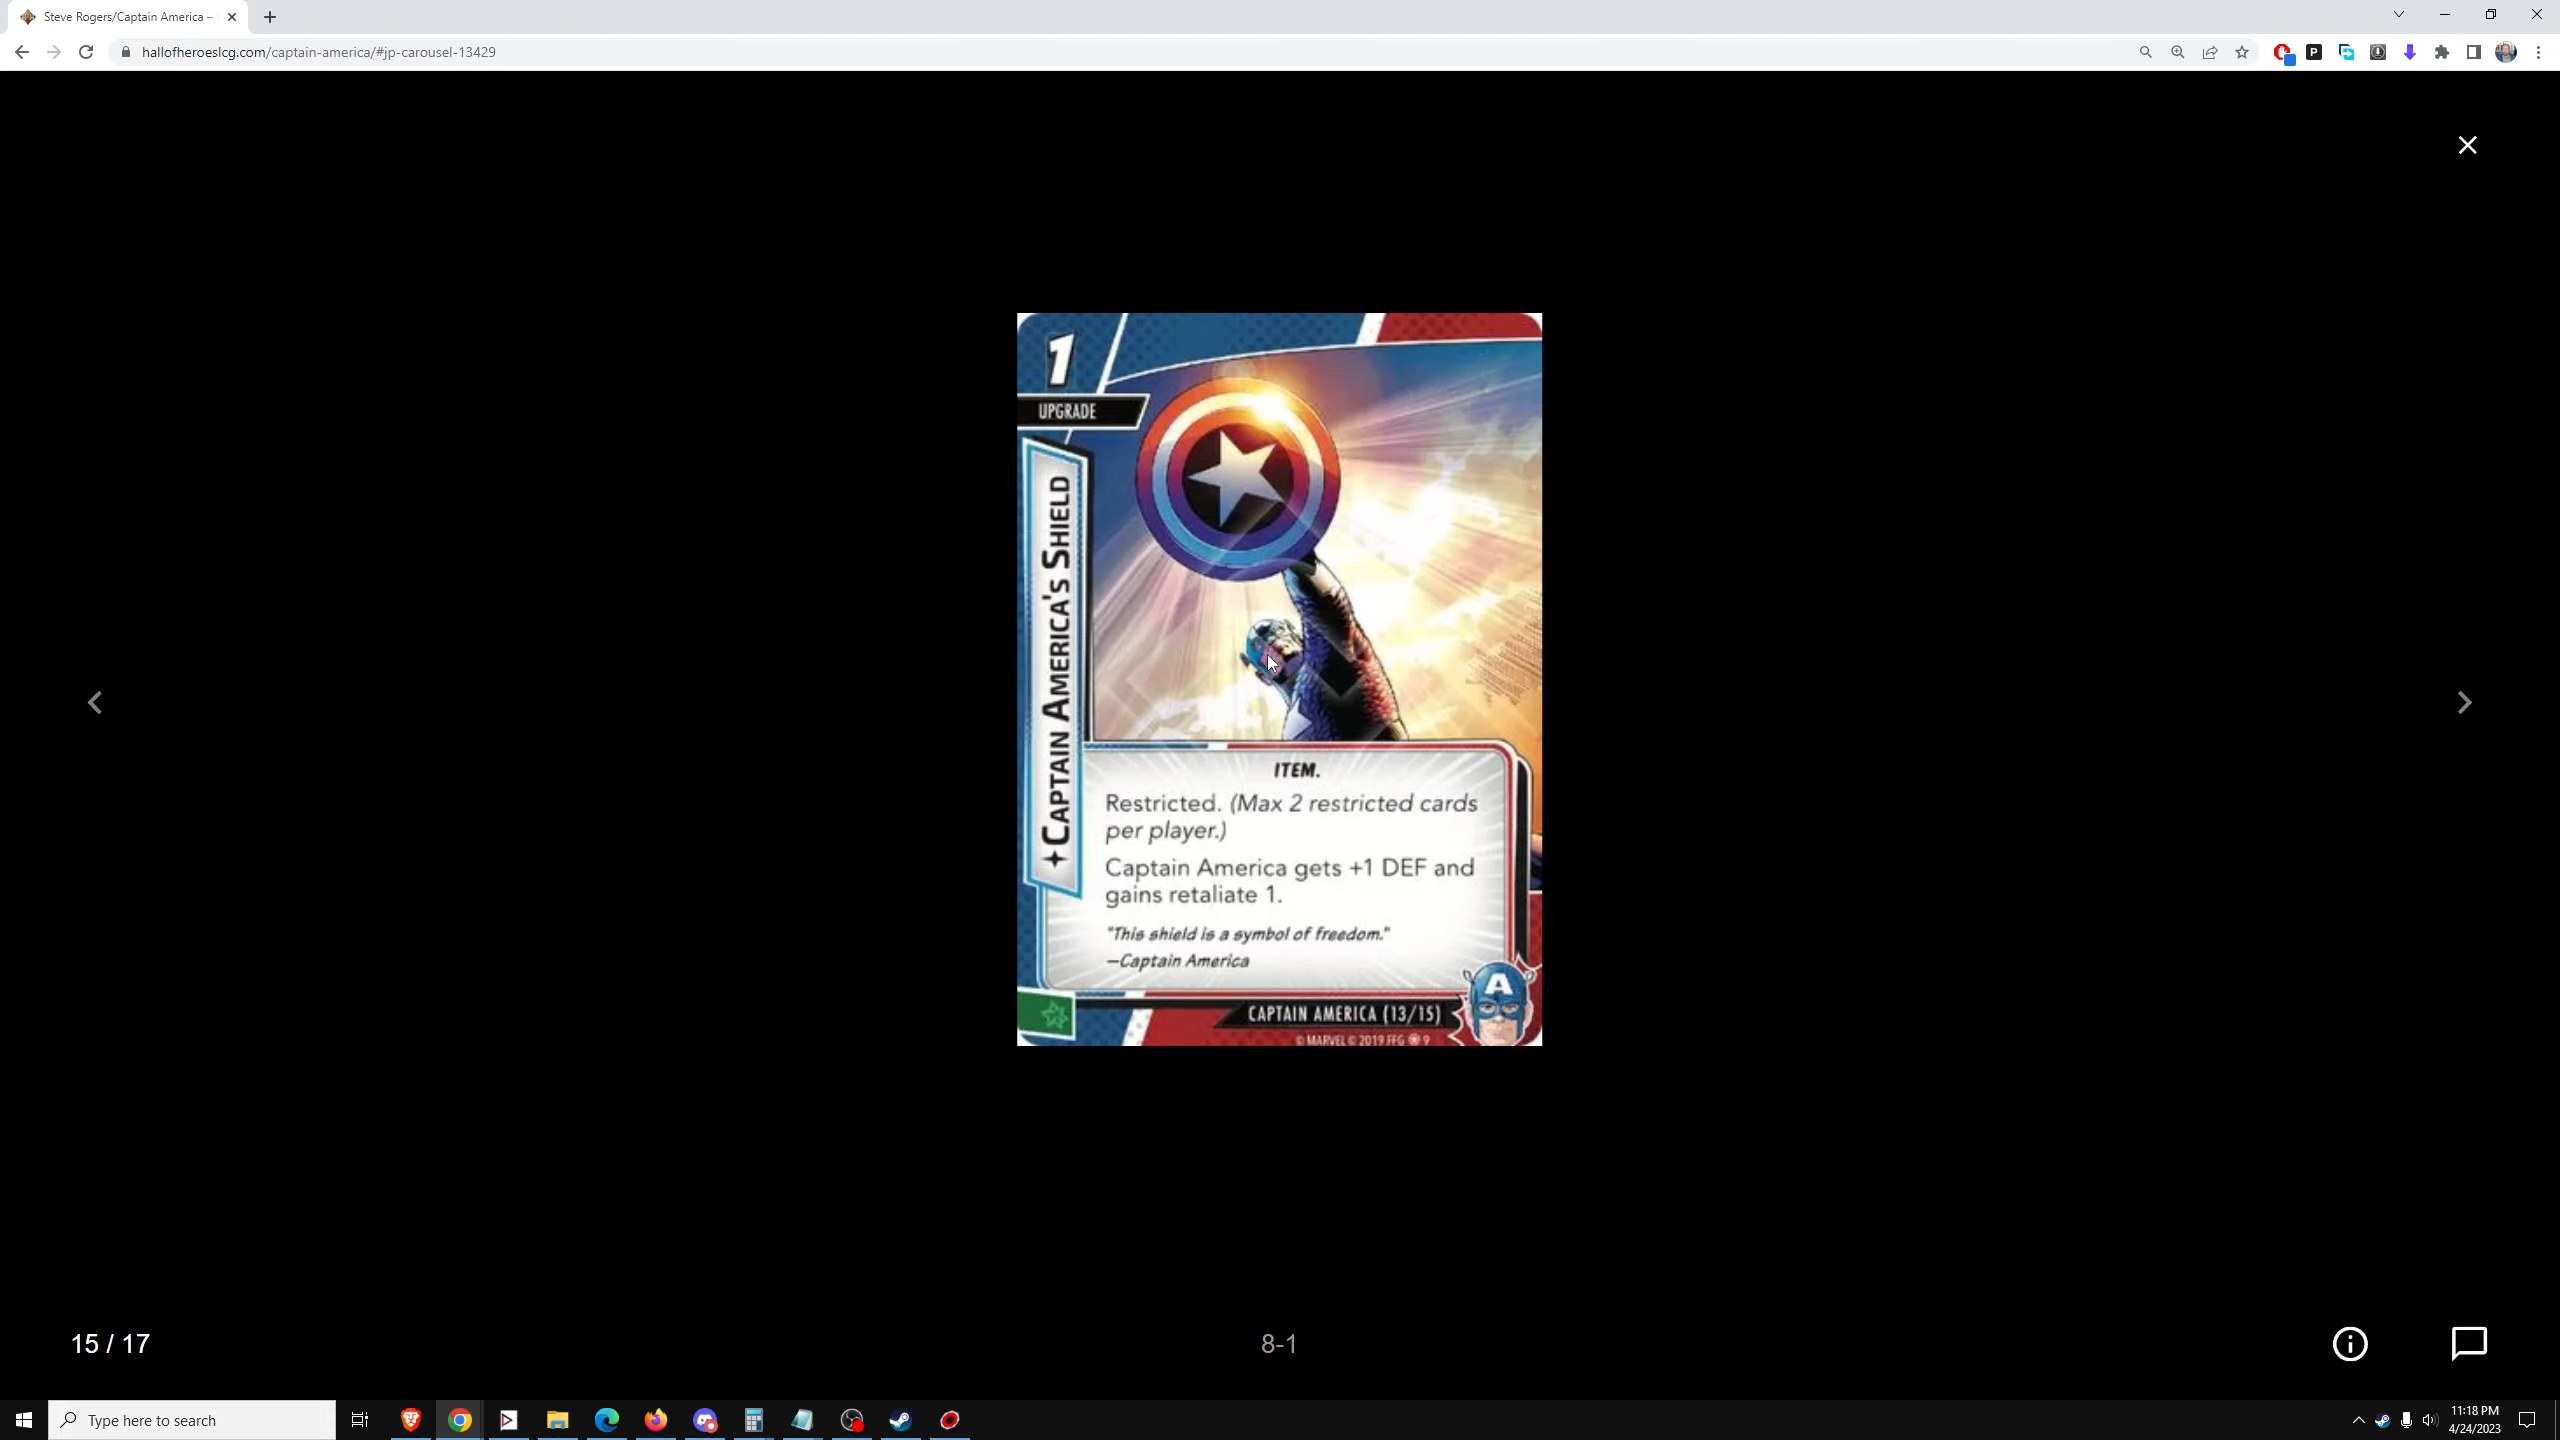 Steve Rogers/Captain America –
hallofheroeslcg.com/captain-america/#jp-carousel-13429
P
1
UPGRADE
CAPTAIN AMERICA'S SHIELD
ITEM.
Restricted. (Max 2 restricted cards
per player.)
Captain America gets +1 DEF and
gains retaliate 1.
"This shield is a symbol of freedom."
—Captain America
A
CAPTAIN AMERICA (13/15)
© MARVEL © 2019 FFG 9
15 / 17
8-1
Type here to search
11:18 PM
4/24/2023